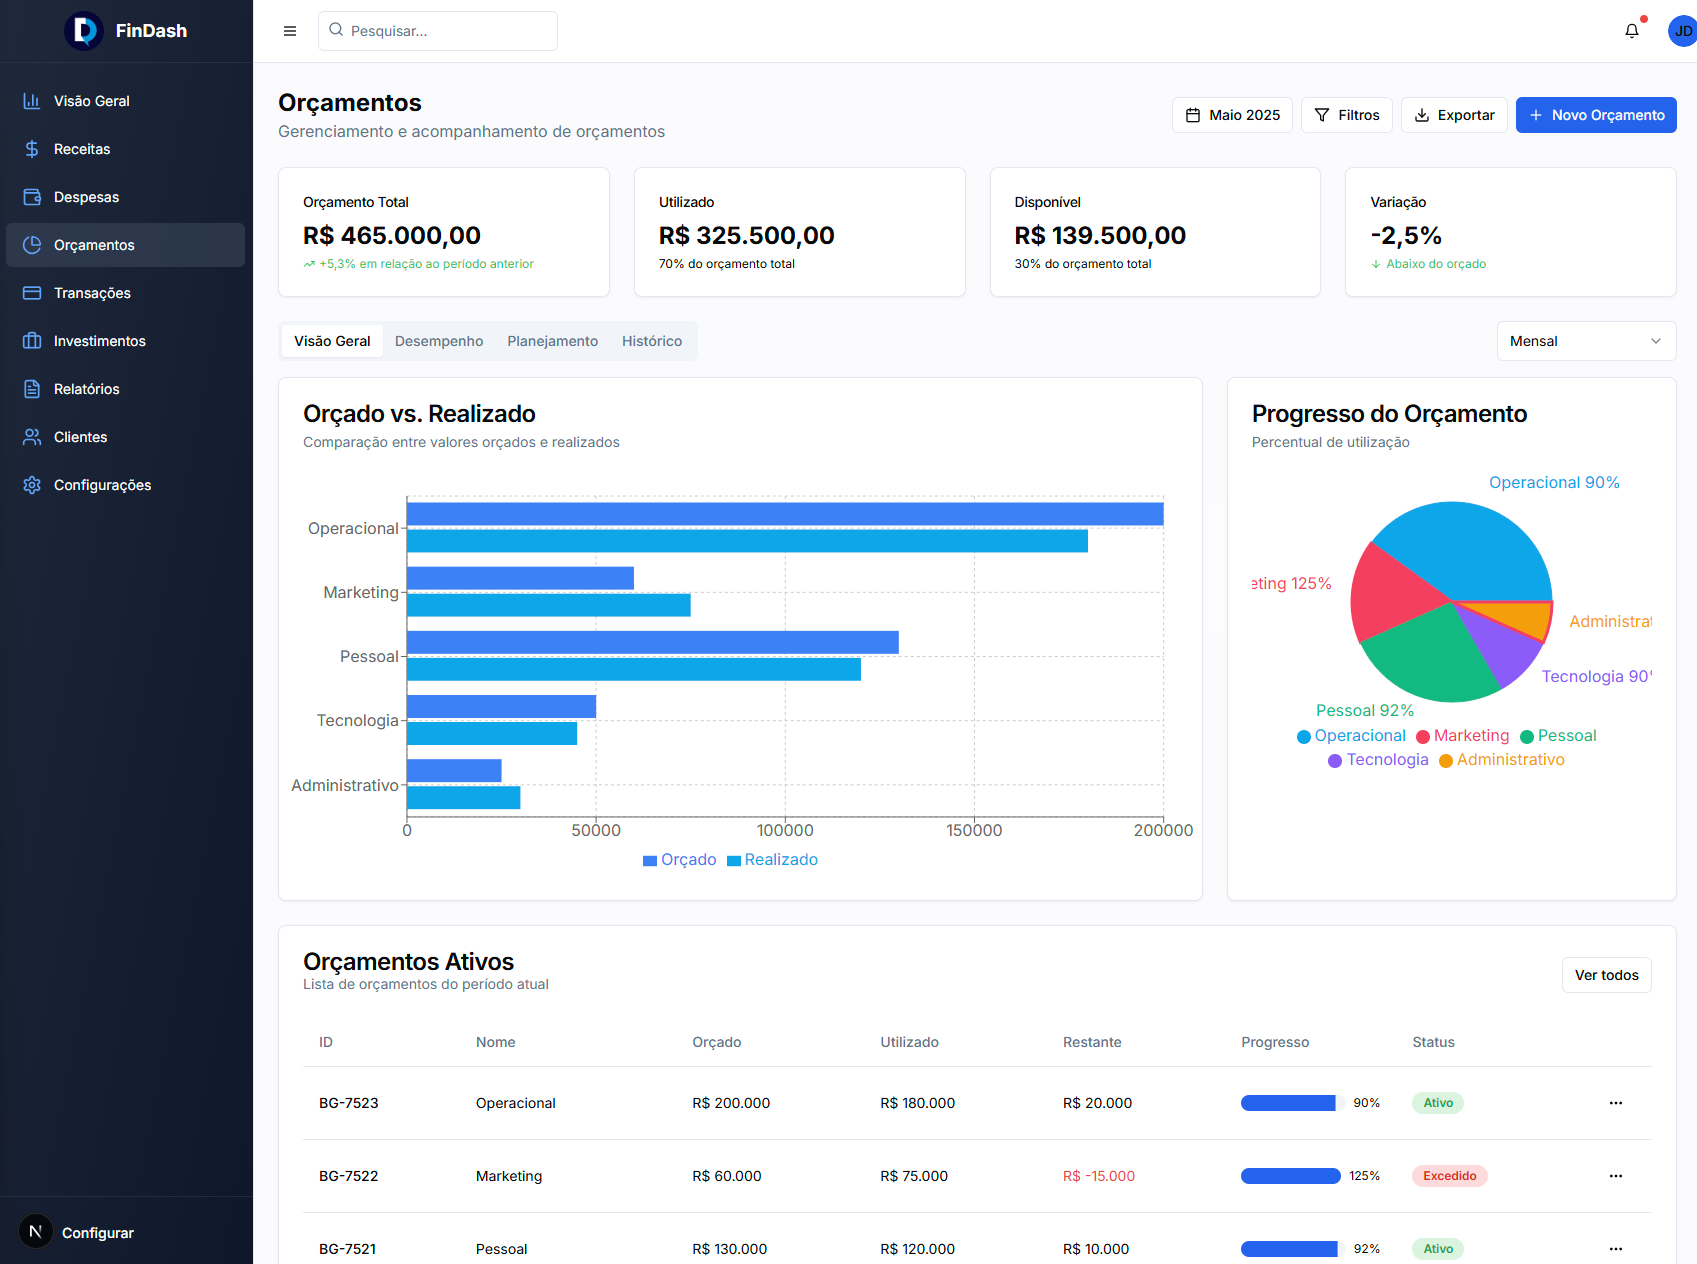 FinDash
Pesquisar...
JD
Visão Geral
Receitas
Despesas
Orçamentos
Transações
Investimentos
Relatórios
Clientes
Configurações
N
Configurar
Orçamentos
Gerenciamento e acompanhamento de orçamentos
Maio 2025
Filtros
Exportar
Novo Orçamento
Orçamento Total
R$ 465.000,00
+5,3% em relação ao período anterior
Utilizado
R$ 325.500,00
70% do orçamento total
Disponível
R$ 139.500,00
30% do orçamento total
Variação
-2,5%
Abaixo do orçado
Visão Geral Desempenho Planejamento Histórico
Mensal
Orçado vs. Realizado
Comparação entre valores orçados e realizados
Operacional
Marketing
Pessoal
Tecnologia
Administrativo
0 50000 100000 150000 200000
Orçado Realizado
Progresso do Orçamento
Percentual de utilização
Operacional 90%
eting 125%
Administrat
Tecnologia 90
Pessoal 92%
Operacional Marketing Pessoal
Tecnologia Administrativo
Orçamentos Ativos
Lista de orçamentos do período atual
Ver todos
ID Nome Orçado Utilizado Restante Progresso Status
BG-7523 Operacional R$ 200.000 R$ 180.000 R$ 20.000 90% Ativo
BG-7522 Marketing R$ 60.000 R$ 75.000 R$ -15.000 125% Excedido
BG-7521 Pessoal R$ 130.000 R$ 120.000 R$ 10.000 92% Ativo